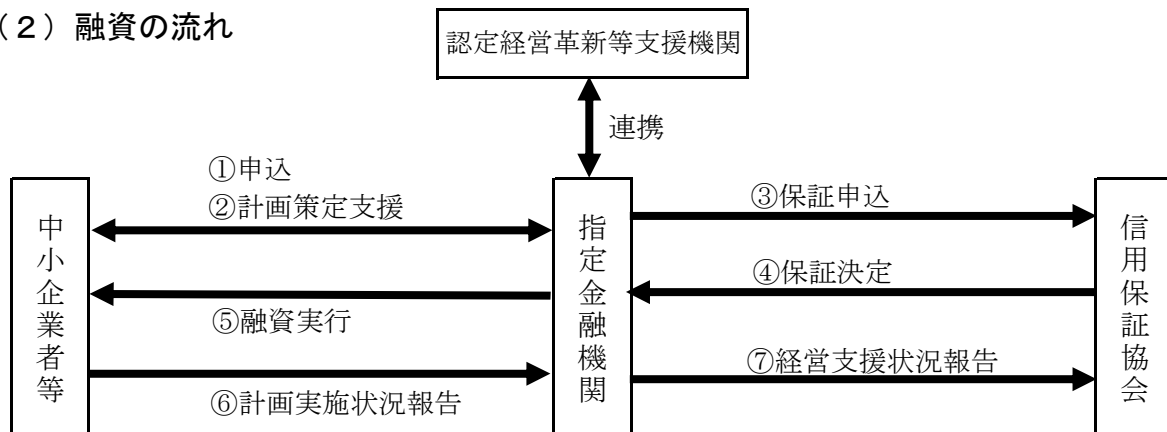 （２）融資の流れ
認定経営革新等支援機関
連携
①申込
②計画策定支援
③保証申込
中小企業者等
指定金融機関
信用保証協会
④保証決定
⑤融資実行
⑦経営支援状況報告
⑥計画実施状況報告